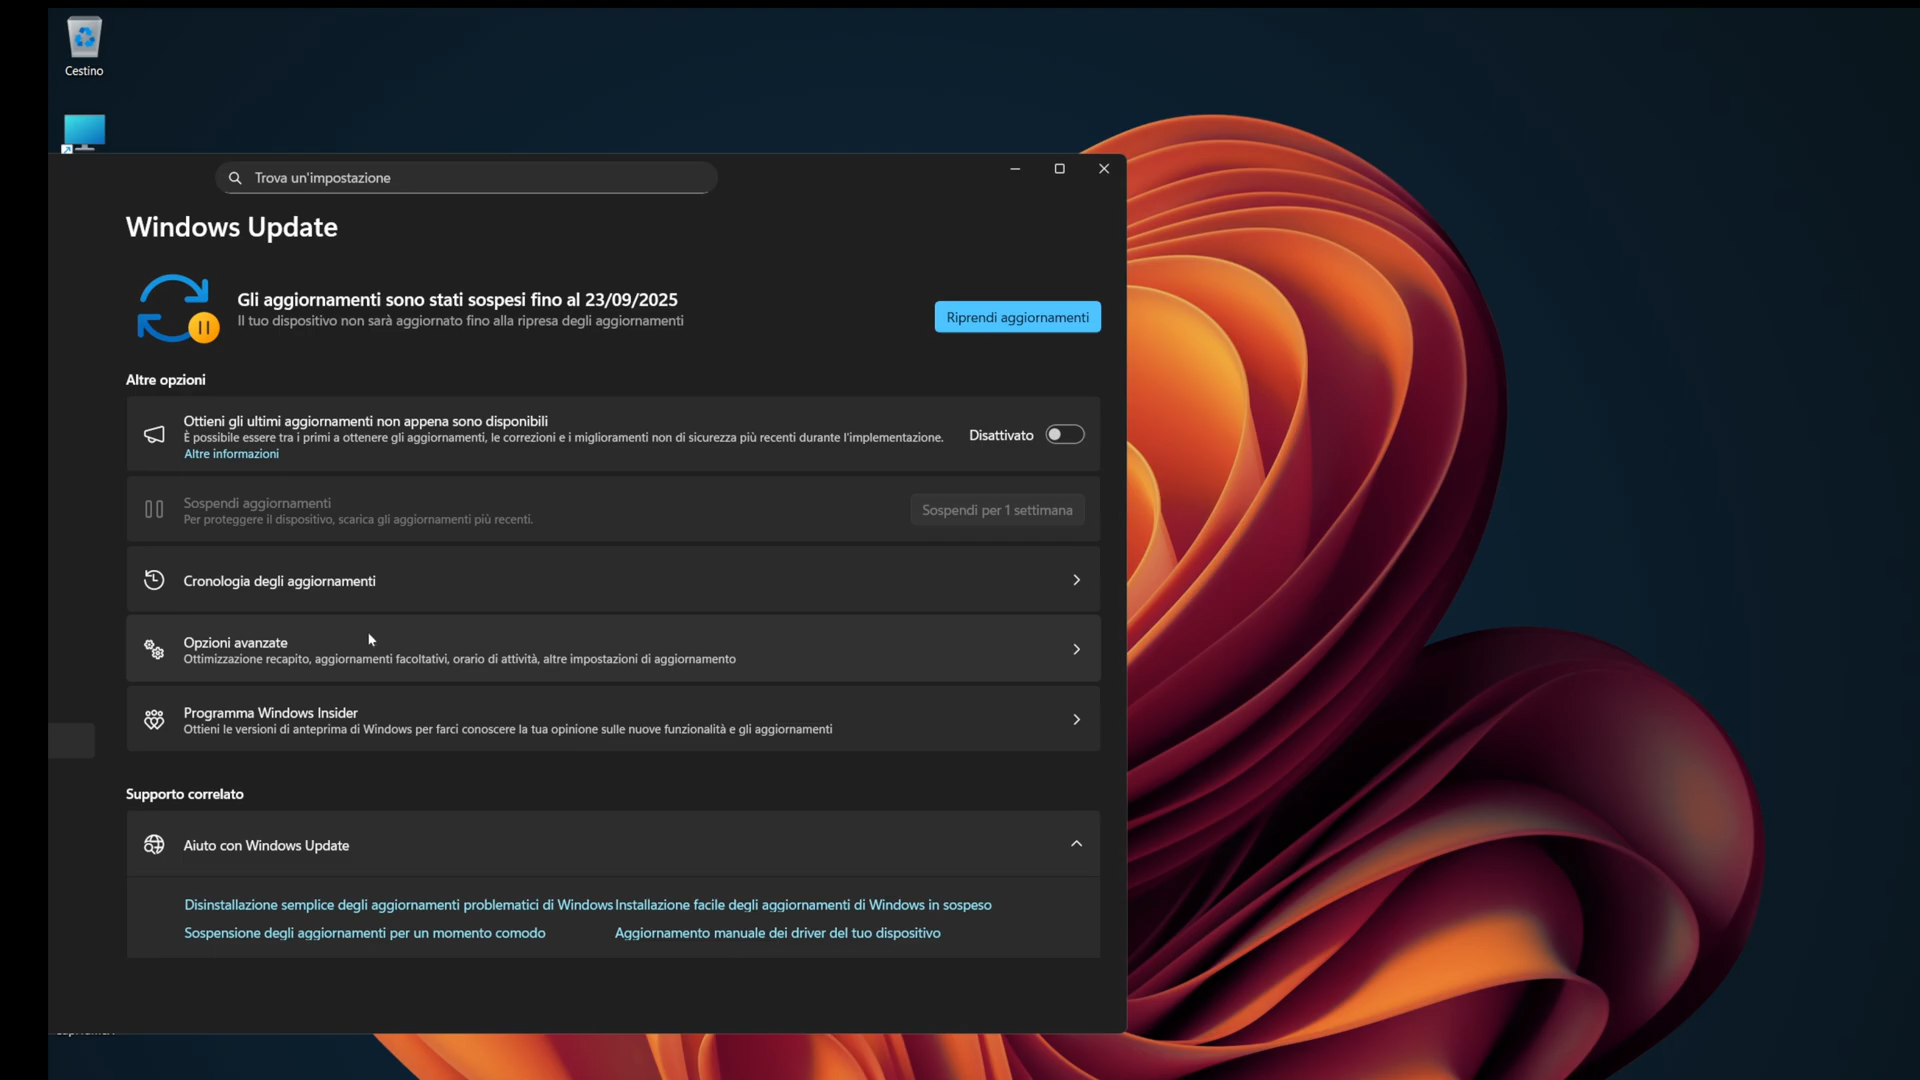 Cestino
Trova un'impostazione
Windows Update
Gli aggiornamenti sono stati sospesi fino al 23/09/2025
Il tuo dispositivo non sarà aggiornato fino alla ripresa degli aggiornamenti
Riprendi aggiornamenti
Altre opzioni
Ottieni gli ultimi aggiornamenti non appena sono disponibili
È possibile essere tra i primi a ottenere gli aggiornamenti, le correzioni e i miglioramenti non di sicurezza più recenti durante l'implementazione.
Altre informazioni
Disattivato
Sospendi aggiornamenti
Per proteggere il dispositivo, scarica gli aggiornamenti più recenti.
Sospendi per 1 settimana
Cronologia degli aggiornamenti
Opzioni avanzate
Ottimizzazione recapito, aggiornamenti facoltativi, orario di attività, altre impostazioni di aggiornamento
Programma Windows Insider
Ottieni le versioni di anteprima di Windows per farci conoscere la tua opinione sulle nuove funzionalità e gli aggiornamenti
Supporto correlato
Aiuto con Windows Update
Disinstallazione semplice degli aggiornamenti problematici di Windows
Installazione facile degli aggiornamenti di Windows in sospeso
Sospensione degli aggiornamenti per un momento comodo
Aggiornamento manuale dei driver del tuo dispositivo